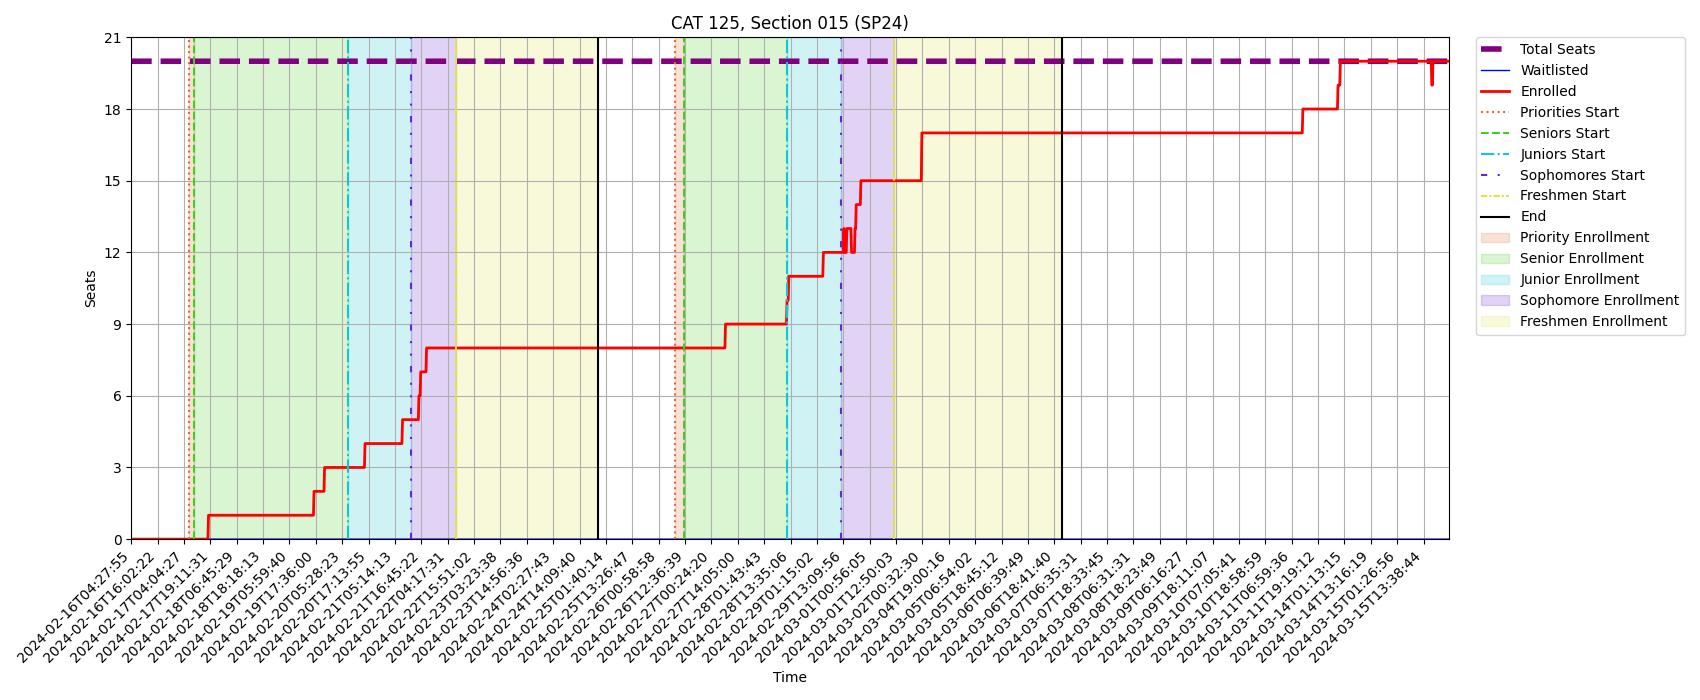 CAT 125, Section 015 (SP24)
21
18
15
12
9
6
3
0
Seats
2024-02-16T04:27:55
2024-02-16T16:02:22
2024-02-17T04:04:27
2024-02-17T19:11:31
2024-02-18T06:45:29
2024-02-18T18:18:13
2024-02-19T05:59:40
2024-02-19T17:36:00
2024-02-20T05:28:23
2024-02-20T17:13:55
2024-02-21T05:14:13
2024-02-21T16:45:22
2024-02-22T04:17:31
2024-02-22T15:51:02
2024-02-23T03:23:38
2024-02-23T14:56:36
2024-02-24T02:27:43
2024-02-24T14:09:40
2024-02-25T01:40:14
2024-02-25T13:26:47
2024-02-26T00:58:58
2024-02-26T12:36:39
2024-02-27T00:24:20
2024-02-27T14:05:00
2024-02-28T01:43:43
2024-02-28T13:35:06
2024-02-29T01:15:02
2024-02-29T13:09:56
2024-03-01T00:56:05
2024-03-01T12:50:03
2024-03-02T00:32:30
2024-03-04T19:00:16
2024-03-05T06:54:02
2024-03-05T18:45:12
2024-03-06T06:39:49
2024-03-06T18:41:40
2024-03-07T06:35:31
2024-03-07T18:33:45
2024-03-08T06:31:31
2024-03-08T18:23:49
2024-03-09T06:16:27
2024-03-09T18:11:07
2024-03-10T07:05:41
2024-03-10T18:58:59
2024-03-11T06:59:36
2024-03-11T19:19:12
2024-03-14T01:13:15
2024-03-14T13:16:19
2024-03-15T01:26:56
2024-03-15T13:38:44
Time
Total Seats
Waitlisted
Enrolled
Priorities Start
Seniors Start
Juniors Start
Sophomores Start
Freshmen Start
End
Priority Enrollment
Senior Enrollment
Junior Enrollment
Sophomore Enrollment
Freshmen Enrollment